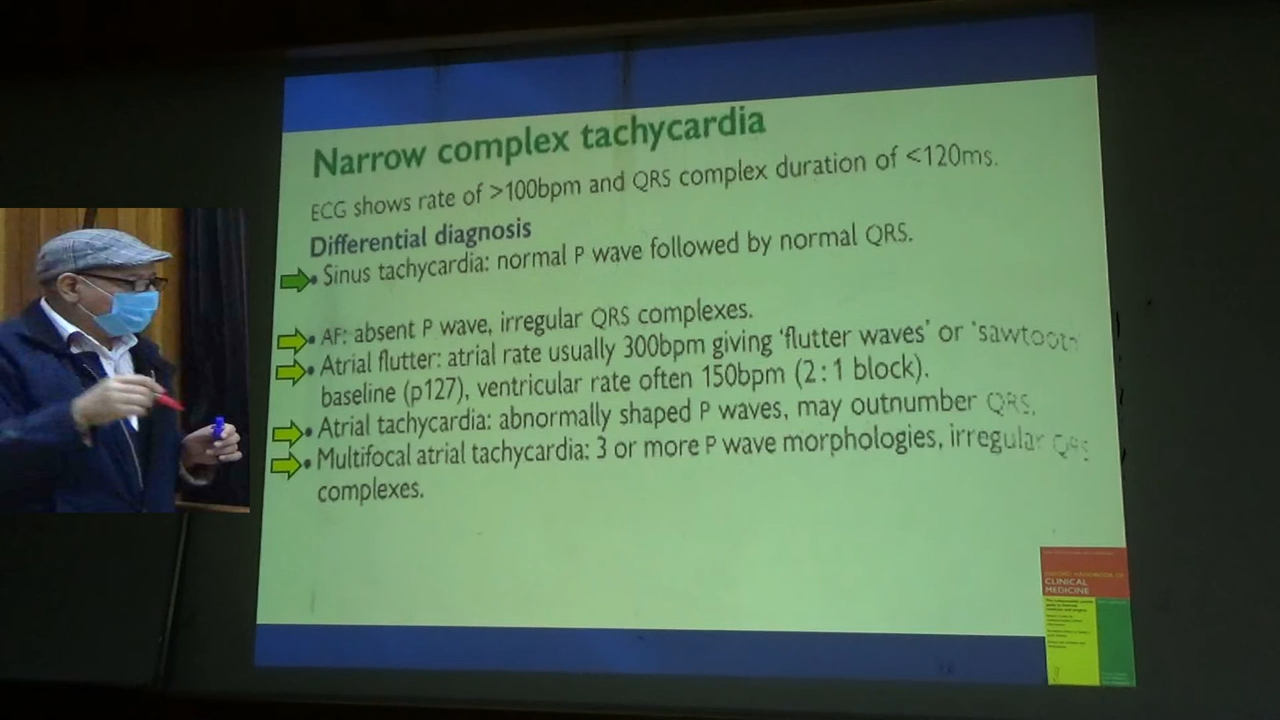 Narrow complex tachycardia
ECG shows rate of >100bpm and QRS complex duration of <120ms.
Differential diagnosis
• Sinus tachycardia: normal P wave followed by normal QRS.
• AF: absent P wave, irregular QRS complexes.
• Atrial flutter: atrial rate usually 300bpm giving 'flutter waves' or 'sawtooth
baseline (p127), ventricular rate often 150bpm (2:1 block).
• Atrial tachycardia: abnormally shaped P waves, may outnumber QRS.
• Multifocal atrial tachycardia: 3 or more P wave morphologies, irregular QRS
complexes.
OXFORD HANDBOOK OF
CLINICAL
MEDICINE